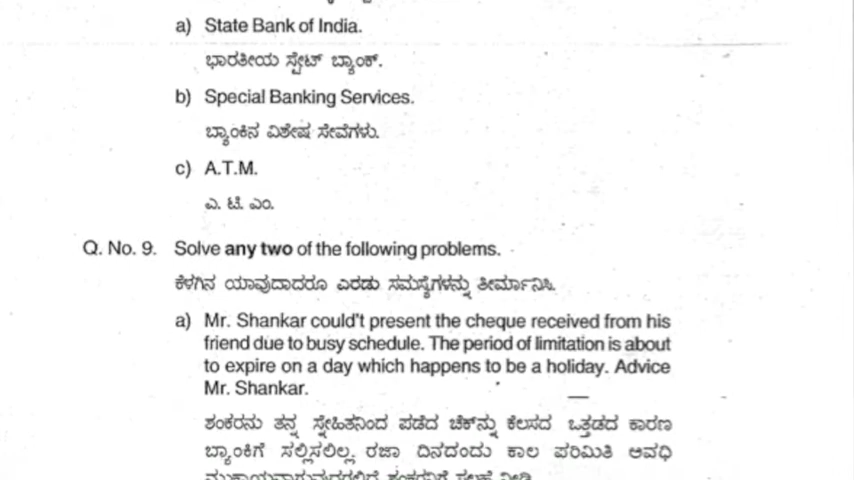 a) State Bank of India.
ಭಾರತೀಯ ಸ್ಟೇಟ್ ಬ್ಯಾಂಕ್.
b) Special Banking Services.
ಬ್ಯಾಂಕಿನ ವಿಶೇಷ ಸೇವೆಗಳು.
c) A.T.M.
ಎ. ಟಿ. ಎಂ.
Q. No. 9. Solve any two of the following problems.
ಕೆಳಗಿನ ಯಾವುದಾದರೂ ಎರಡು ಸಮಸ್ಯೆಗಳನ್ನು ತೀರ್ಮಾನಿಸಿ.
a) Mr. Shankar could't present the cheque received from his
friend due to busy schedule. The period of limitation is about
to expire on a day which happens to be a holiday. Advice
Mr. Shankar.
ಶಂಕರನು ತನ್ನ ಸ್ನೇಹಿತನಿಂದ ಪಡೆದ ಚೆಕ್‌ನ್ನು ಕೆಲಸದ ಒತ್ತಡದ ಕಾರಣ
ಬ್ಯಾಂಕಿಗೆ ಸಲ್ಲಿಸಲಿಲ್ಲ. ರಜಾ ದಿನದಂದು ಕಾಲ ಪರಿಮಿತಿ ಅವಧಿ